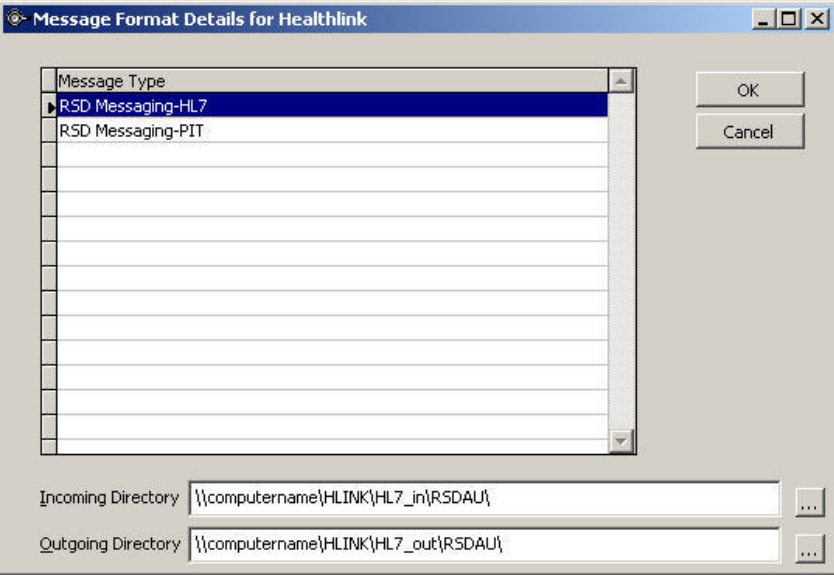 Message Format Details for Healthlink
Message Type
RSD Messaging-HL7
RSD Messaging-PIT
OK
Cancel
Incoming Directory \\computername\HLINK\HL7_in\RSDAU\ ...
Outgoing Directory \\computername\HLINK\HL7_out\RSDAU\ ...